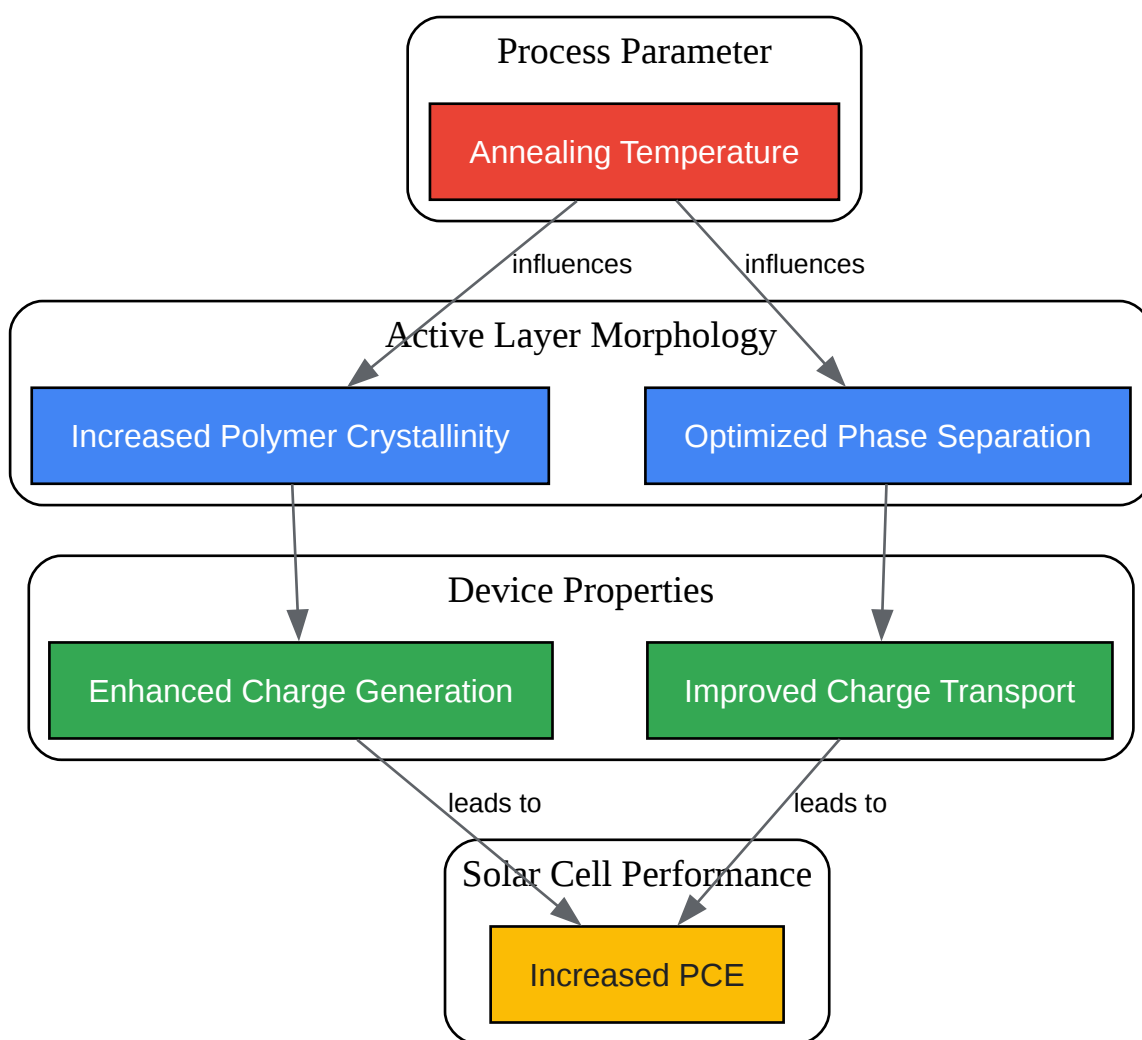 Process Parameter
Annealing Temperature
influences
influences
Active Layer Morphology
Increased Polymer Crystallinity
Optimized Phase Separation
Device Properties
Enhanced Charge Generation
Improved Charge Transport
leads to
leads to
Solar Cell Performance
Increased PCE